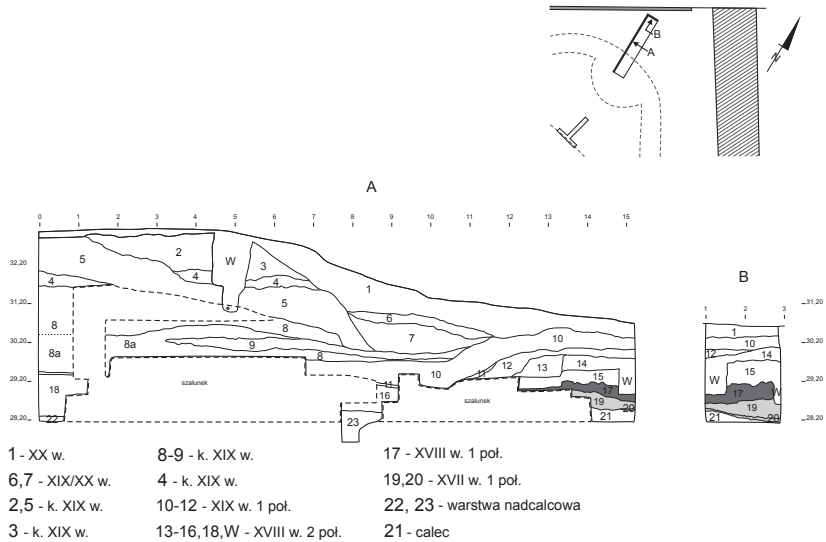 B
A
N
A
0 1 2 3 4 5 6 7 8 9 10 11 12 13 14 15
B
1 2 3
32,20
31,20
30,20
29,20
28,20
31,20
30,20
29,20
28,20
5 2 W 3 1
4 4 4
5
6
8 8 7 10
8a 8a 9
8 12 13 14
10 11 15 W
18 szalunek 11 17
16 szalunek 19 20
22 23 21
1
10
12 14
15
W 17 W
19
21 20
1 - XX w.
6,7 - XIX/XX w.
2,5 - k. XIX w.
3 - k. XIX w.
8-9 - k. XIX w.
4 - k. XIX w.
10-12 - XIX w. 1 poł.
13-16,18,W - XVIII w. 2 poł.
17 - XVIII w. 1 poł.
19,20 - XVII w. 1 poł.
22, 23 - warstwa nadcalcowa
21 - calec